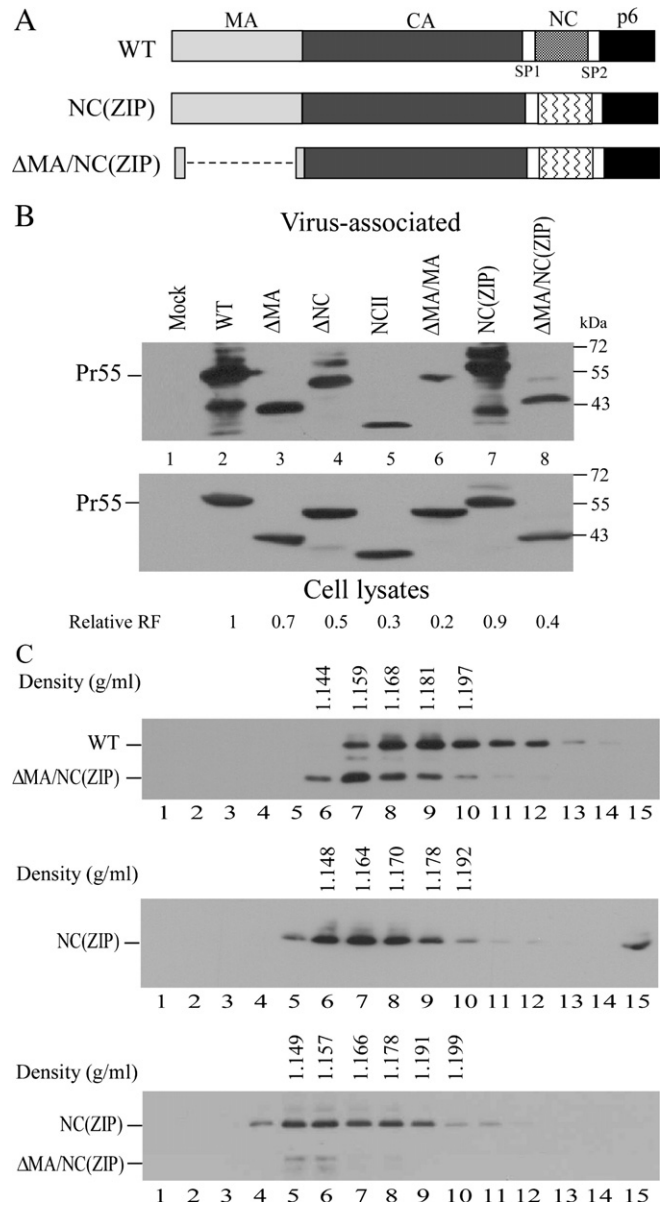 A
MA CA NC p6
WT
SP1 SP2
NC(ZIP)
ΔMA/NC(ZIP)
B
Virus-associated
Mock WT ΔMA ΔNC NCII ΔMA/MA NC(ZIP) ΔMA/NC(ZIP)
kDa
72
Pr55 55
43
1 2 3 4 5 6 7 8
72
Pr55 55
43
Cell lysates
Relative RF 1 0.7 0.5 0.3 0.2 0.9 0.4
C
Density (g/ml) 1.144 1.159 1.168 1.181 1.197
WT
ΔMA/NC(ZIP)
1 2 3 4 5 6 7 8 9 10 11 12 13 14 15
Density (g/ml) 1.148 1.164 1.170 1.178 1.192
NC(ZIP)
1 2 3 4 5 6 7 8 9 10 11 12 13 14 15
Density (g/ml) 1.149 1.157 1.166 1.178 1.191 1.199
NC(ZIP)
ΔMA/NC(ZIP)
1 2 3 4 5 6 7 8 9 10 11 12 13 14 15